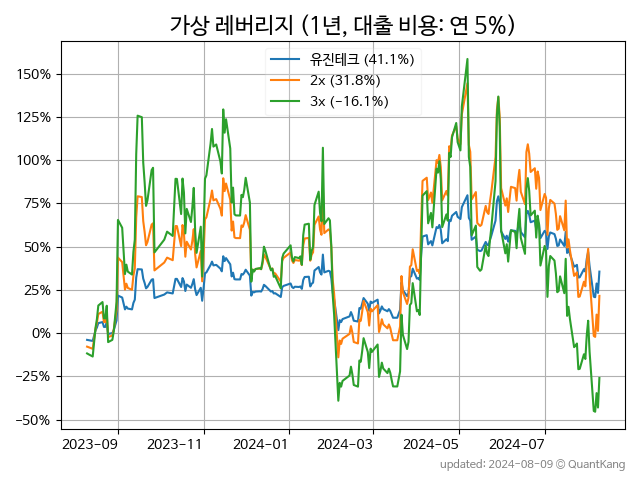 가상 레버리지 (1년, 대출 비용: 연 5%)
유진테크 (41.1%)
2x (31.8%)
3x (-16.1%)
150%
125%
100%
75%
50%
25%
0%
-25%
-50%
2023-09 2023-11 2024-01 2024-03 2024-05 2024-07
updated: 2024-08-09 © QuantKang